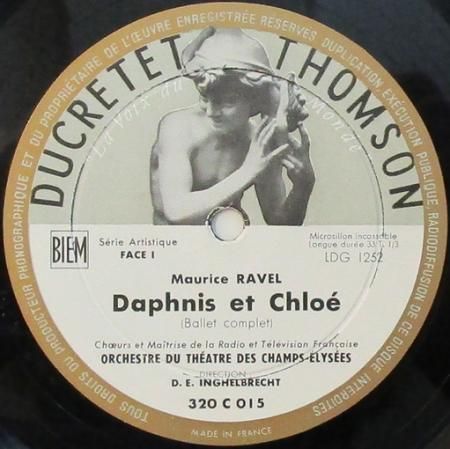 TOUS DROITS DU PRODUCTEUR PHONOGRAPHIQUE ET DU PROPRIÉTAIRE DE L'ŒUVRE ENREGISTRÉE RÉSERVÉS. DUPLICATION, EXÉCUTION PUBLIQUE, RADIODIFFUSION DE CE DISQUE INTERDITES
DUCRETET THOMSON
La Voix du Monde
BIEM
Série Artistique
FACE I
Microsillon incassable
Longue durée 33 T. 1/3
LDG 1252
Maurice RAVEL
Daphnis et Chloé
(Ballet complet)
Chœurs et Maîtrise de la Radio et Télévision Française
ORCHESTRE DU THÉATRE DES CHAMPS-ELYSÉES
DIRECTION :
D. E. INGHELBRECHT
320 C 015
MADE IN FRANCE